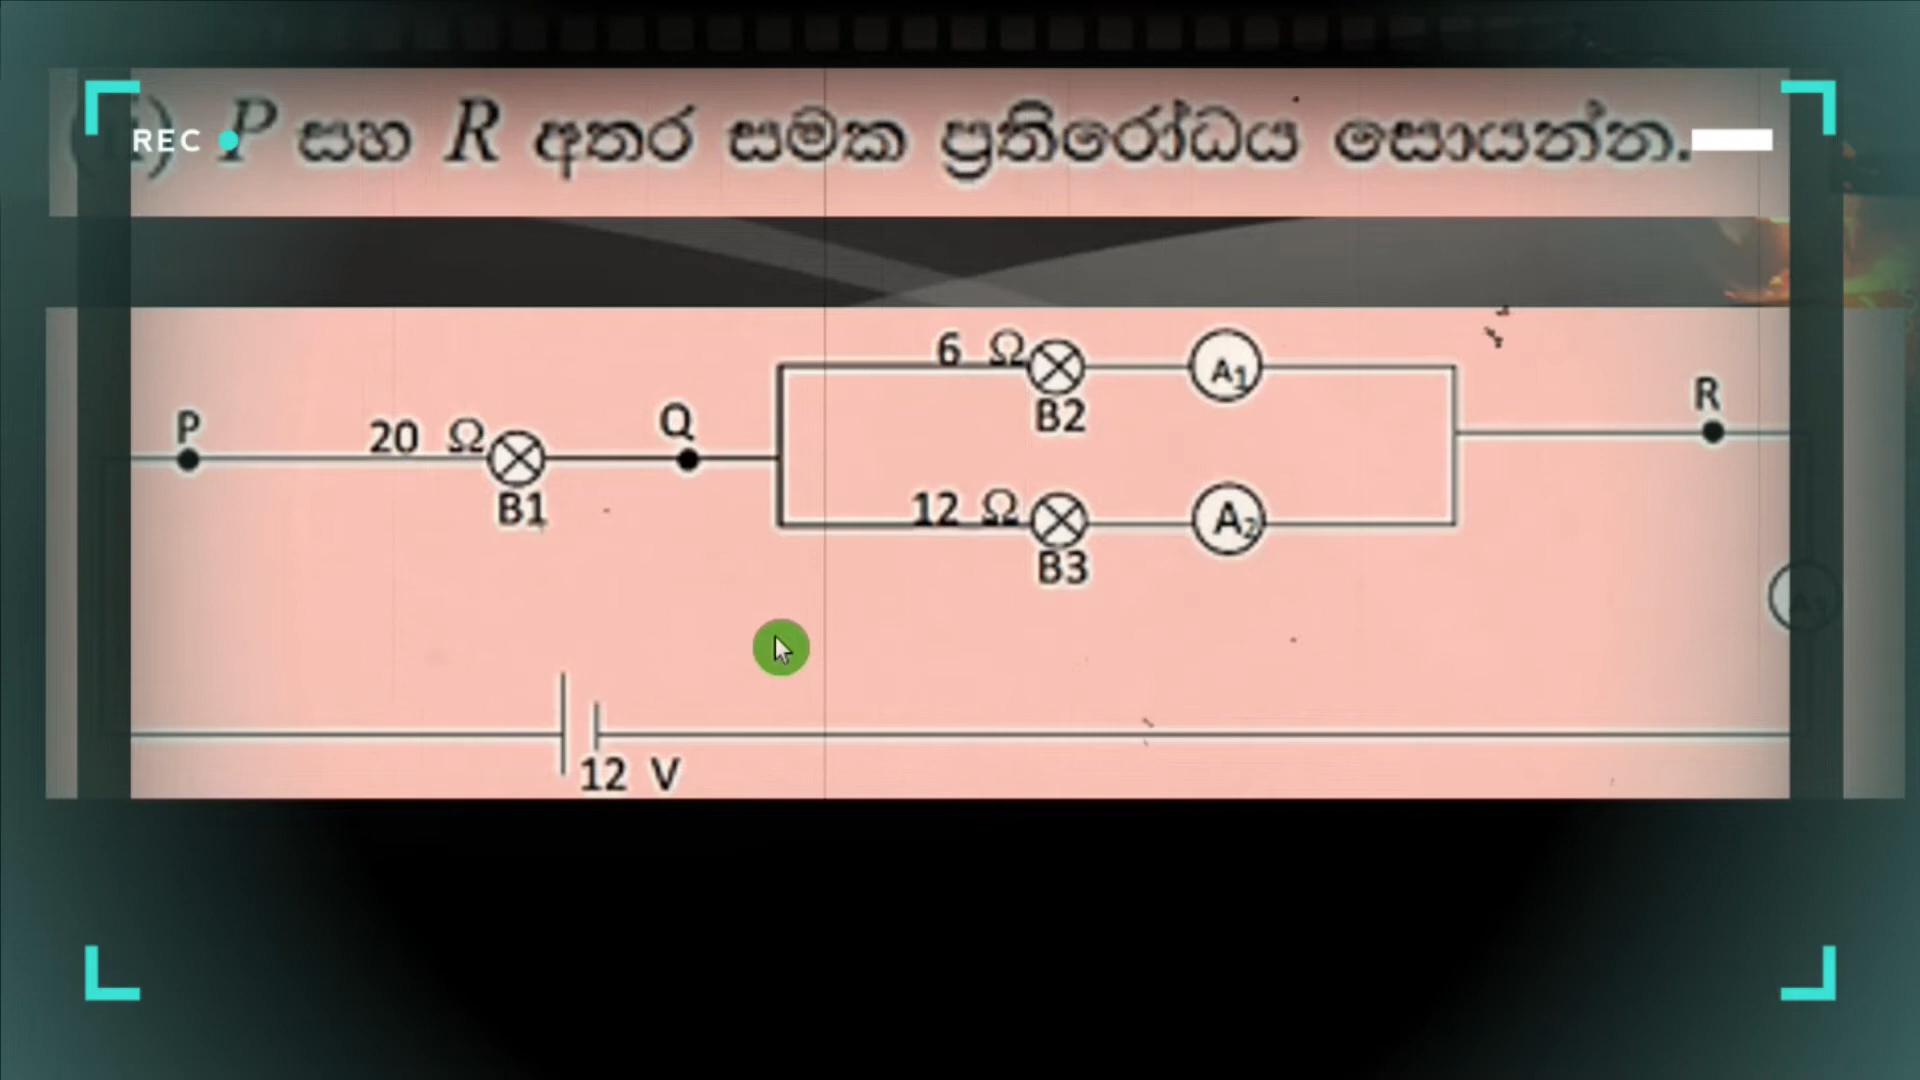 REC
P සහ R අතර සමක ප්‍රතිරෝධය සොයන්න.
6 Ω
A1
B2
P
20 Ω
B1
Q
R
12 Ω
A2
B3
12 V